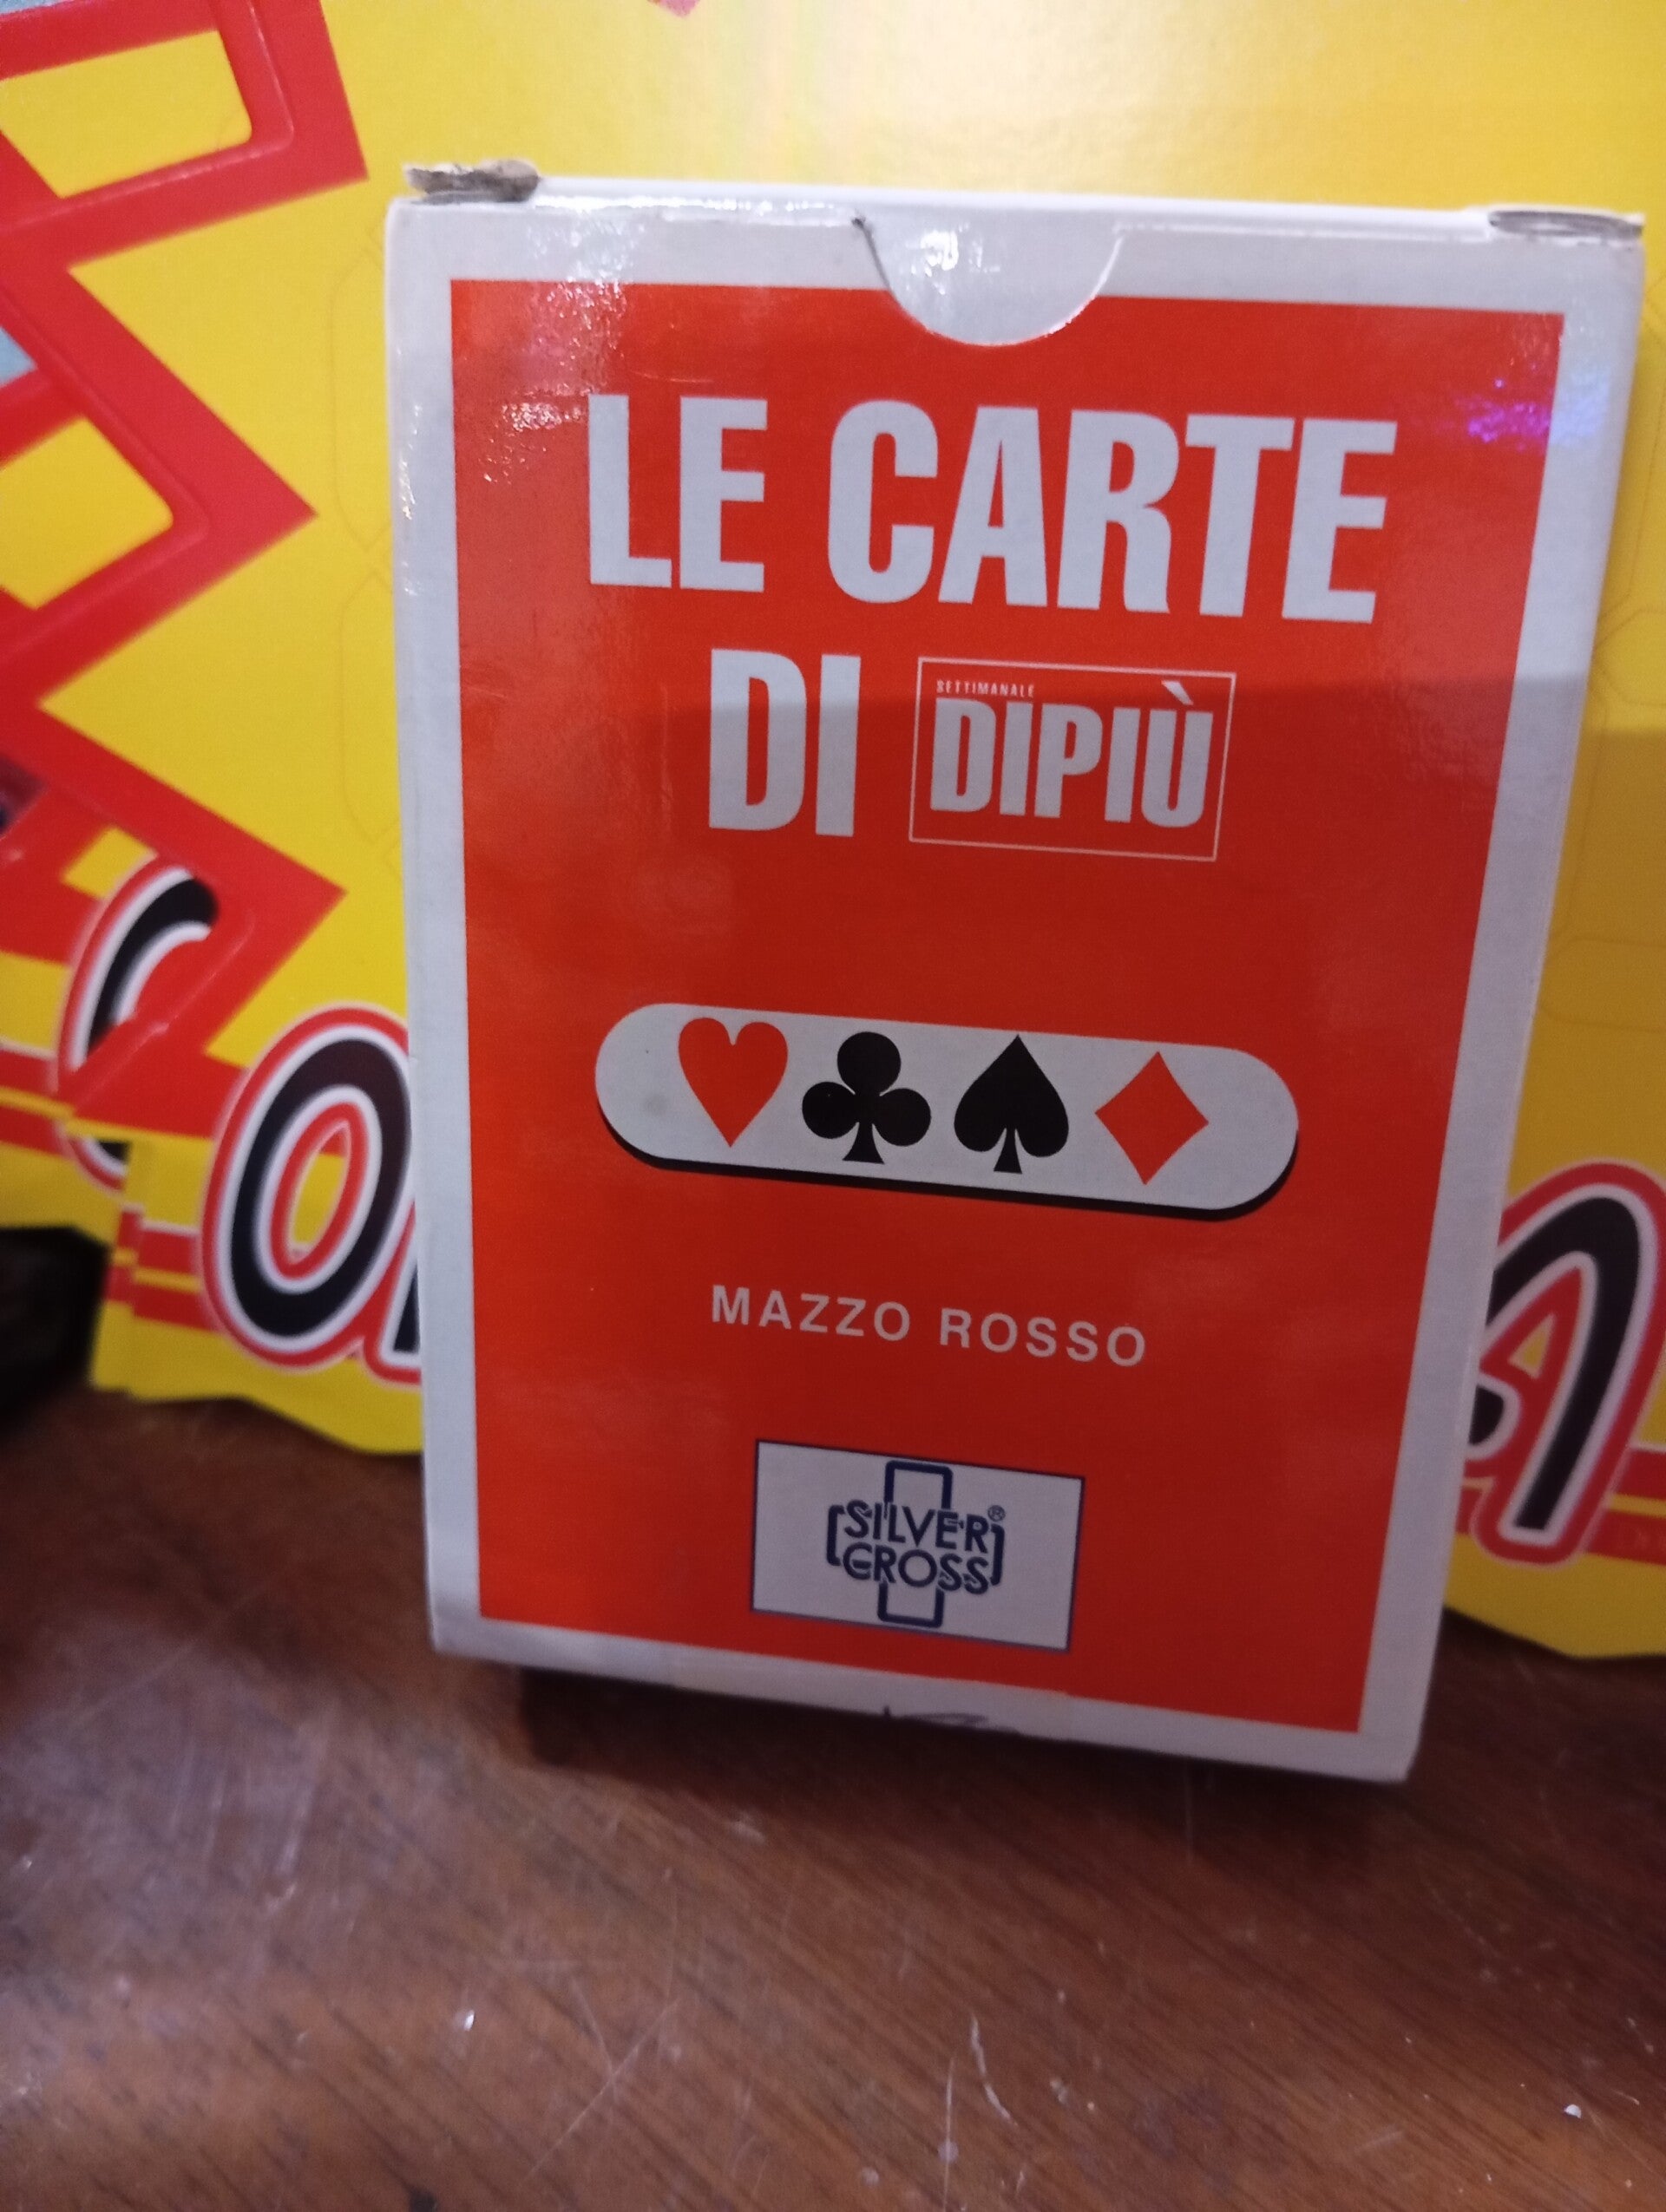 LE CARTE
DI
SETTIMANALE
DIPIÙ
MAZZO ROSSO
SILVER®
CROSS